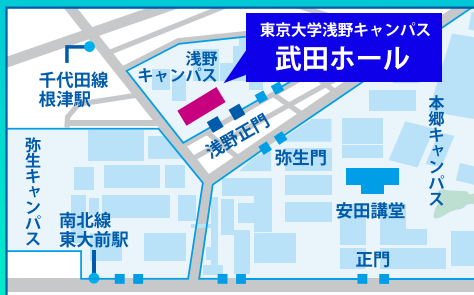 東京大学浅野キャンパス
武田ホール
浅野
キャンパス
千代田線
根津駅
浅野正門
弥生門
本郷キャンパス
弥生キャンパス
安田講堂
南北線
東大前駅
正門